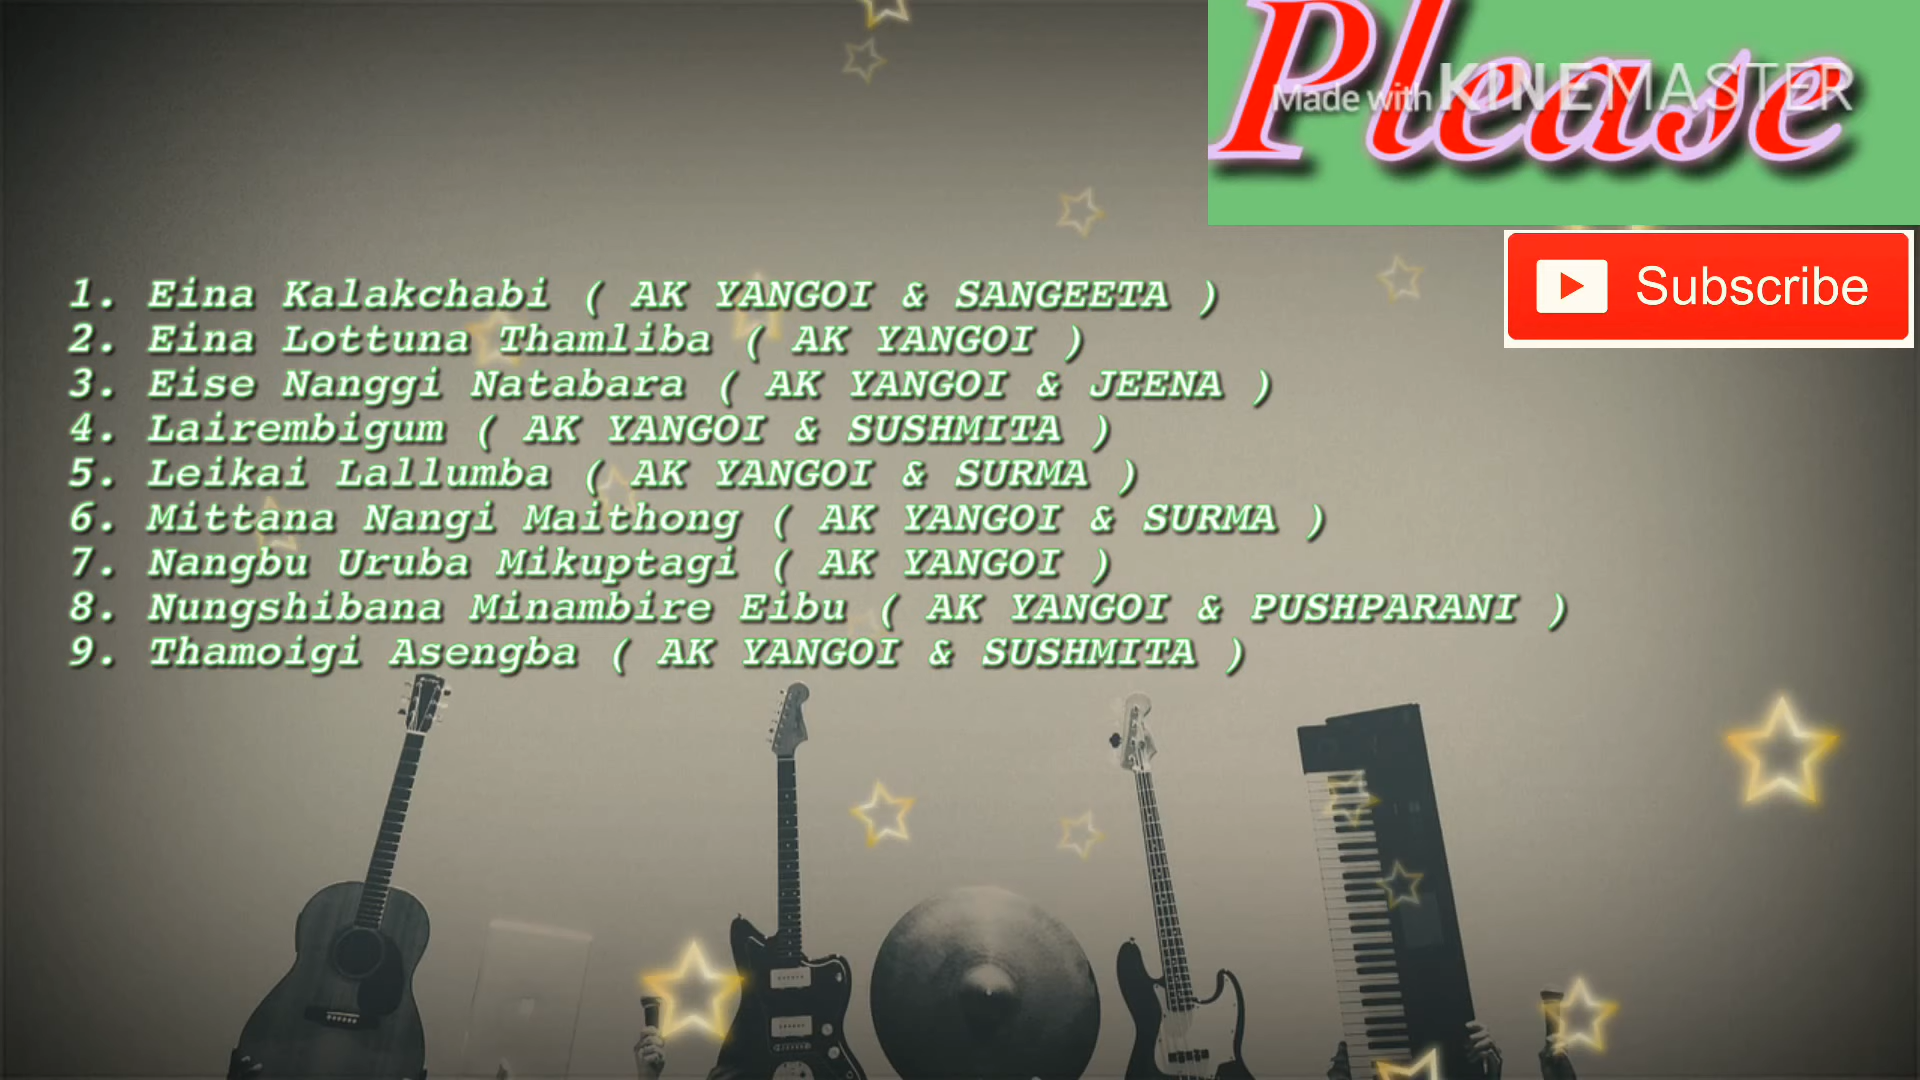 Please
Made with KINEMASTER
Subscribe
1. Eina Kalakchabi ( AK YANGOI & SANGEETA )
2. Eina Lottuna Thamliba ( AK YANGOI )
3. Eise Nanggi Natabara ( AK YANGOI & JEENA )
4. Lairembigum ( AK YANGOI & SUSHMITA )
5. Leikai Lallumba ( AK YANGOI & SURMA )
6. Mittana Nangi Maithong ( AK YANGOI & SURMA )
7. Nangbu Uruba Mikuptagi ( AK YANGOI )
8. Nungshibana Minambire Eibu ( AK YANGOI & PUSHPARANI )
9. Thamoigi Asengba ( AK YANGOI & SUSHMITA )